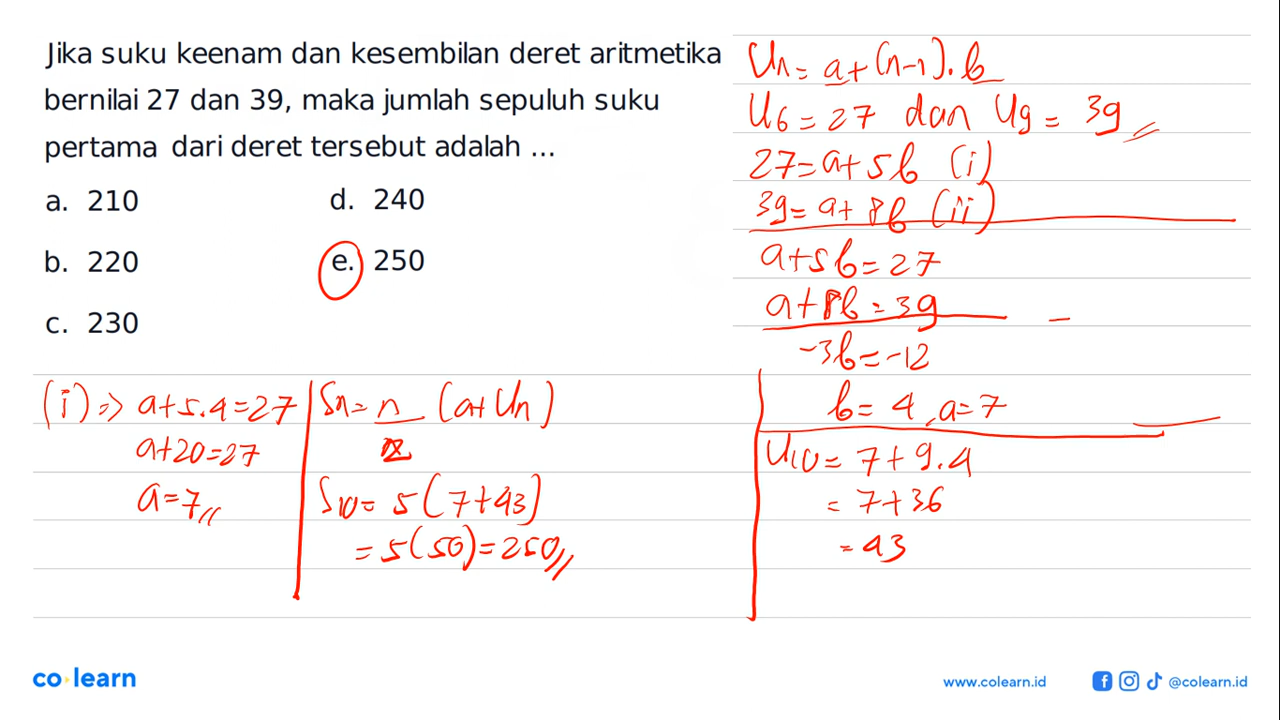 Jika suku keenam dan kesembilan deret aritmetika
bernilai 27 dan 39, maka jumlah sepuluh suku
pertama dari deret tersebut adalah ...
a. 210
d. 240
b. 220
e. 250
c. 230
Un = a + (n-1) . b
U6 = 27 dan U9 = 39
27 = a + 5b (i)
39 = a + 8b (ii)
a + 5b = 27
a + 8b = 39 -
-3b = -12
b = 4, a = 7
U10 = 7 + 9.4
= 7 + 36
= 43
(i) => a + 5.4 = 27
a + 20 = 27
a = 7 //
Sn = n/2 (a + Un)
S10 = 5 (7 + 43)
= 5 (50) = 250 //
co learn
www.colearn.id
@colearn.id